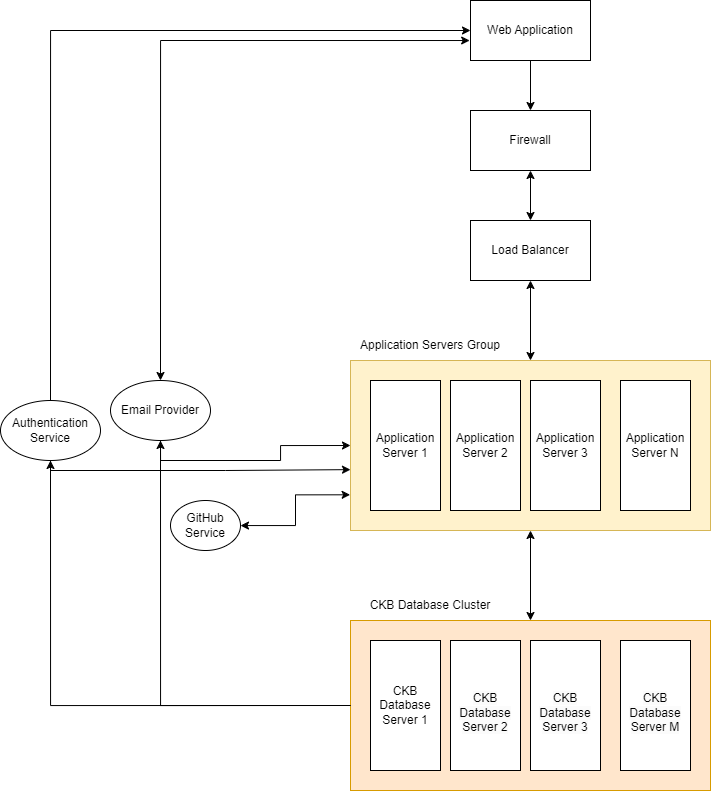 Web Application
Firewall
Load Balancer
Application Servers Group
Authentication
Service
Email Provider
Application
Server 1
Application
Server 2
Application
Server 3
Application
Server N
GitHub
Service
CKB Database Cluster
CKB
Database
Server 1
CKB
Database
Server 2
CKB
Database
Server 3
CKB
Database
Server M